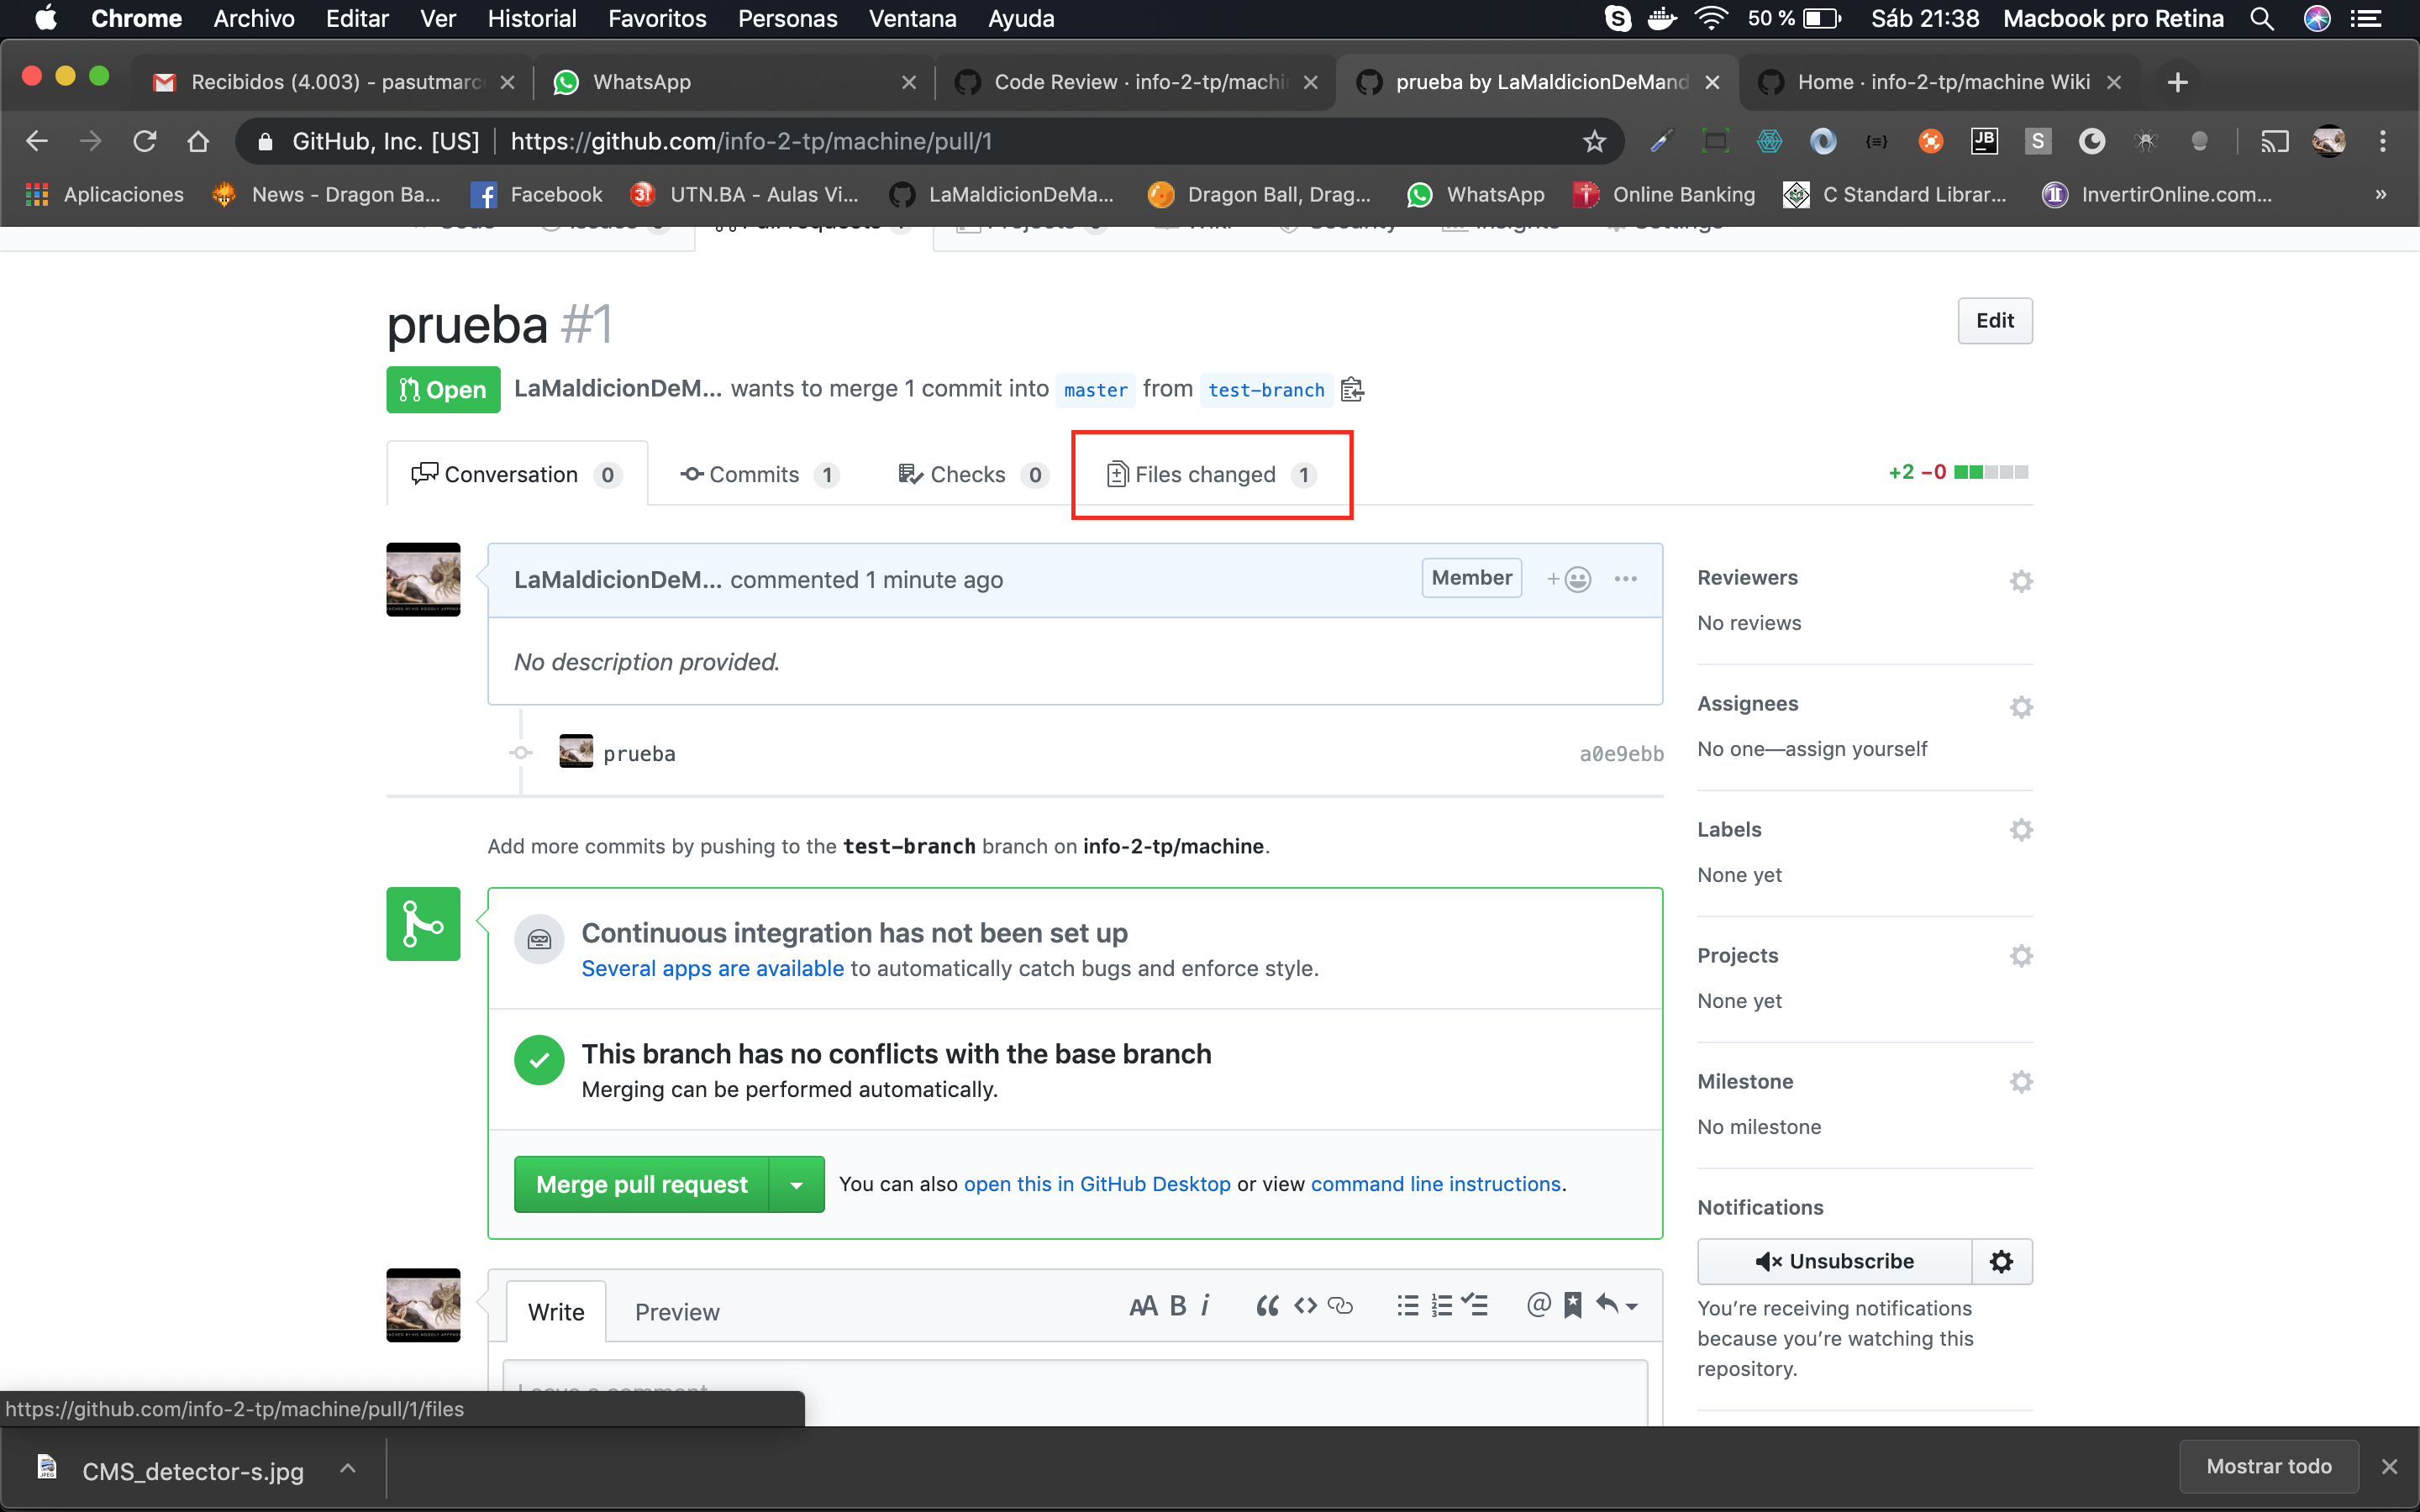 Chrome Archivo Editar Ver Historial Favoritos Personas Ventana Ayuda 50 % Sáb 21:38 Macbook pro Retina
Recibidos (4.003) - pasutmarc WhatsApp Code Review · info-2-tp/machi prueba by LaMaldicionDeMand Home · info-2-tp/machine Wiki
GitHub, Inc. [US] https://github.com/info-2-tp/machine/pull/1
Aplicaciones News - Dragon Ba... Facebook UTN.BA - Aulas Vi... LaMaldicionDeMa... Dragon Ball, Drag... WhatsApp Online Banking C Standard Librar... InvertirOnline.com... »
prueba #1
Edit
Open LaMaldicionDeM... wants to merge 1 commit into master from test-branch
Conversation 0 Commits 1 Checks 0 Files changed 1 +2 −0
LaMaldicionDeM... commented 1 minute ago Member
No description provided.
prueba a0e9ebb
Add more commits by pushing to the test-branch branch on info-2-tp/machine.
Continuous integration has not been set up
Several apps are available to automatically catch bugs and enforce style.
This branch has no conflicts with the base branch
Merging can be performed automatically.
Merge pull request You can also open this in GitHub Desktop or view command line instructions.
Write Preview
Reviewers
No reviews
Assignees
No one—assign yourself
Labels
None yet
Projects
None yet
Milestone
No milestone
Notifications
Unsubscribe
You're receiving notifications
because you're watching this
repository.
https://github.com/info-2-tp/machine/pull/1/files
CMS_detector-s.jpg Mostrar todo